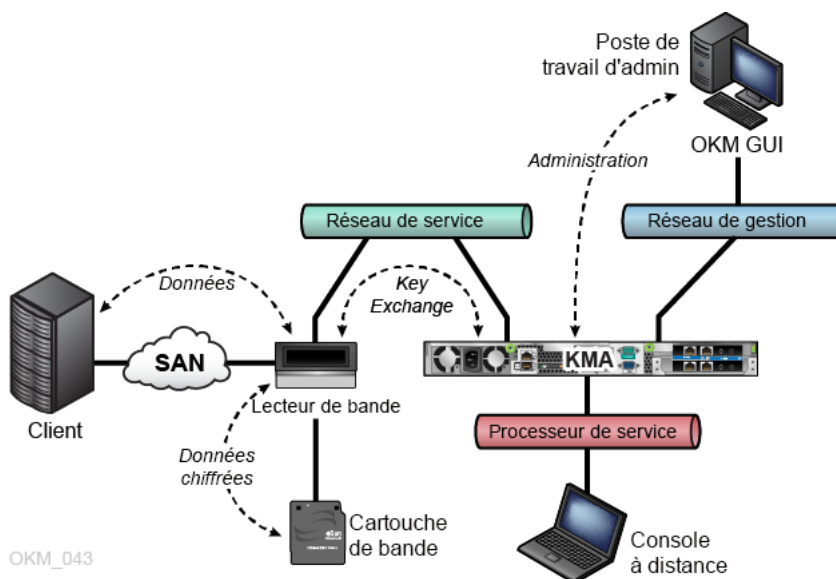 Poste de
travail d'admin
OKM GUI
Administration
Réseau de service
Réseau de gestion
Données
Key
Exchange
SAN
KMA
Client
Lecteur de bande
Processeur de service
Données
chiffrées
Cartouche
de bande
Console
à distance
OKM_043